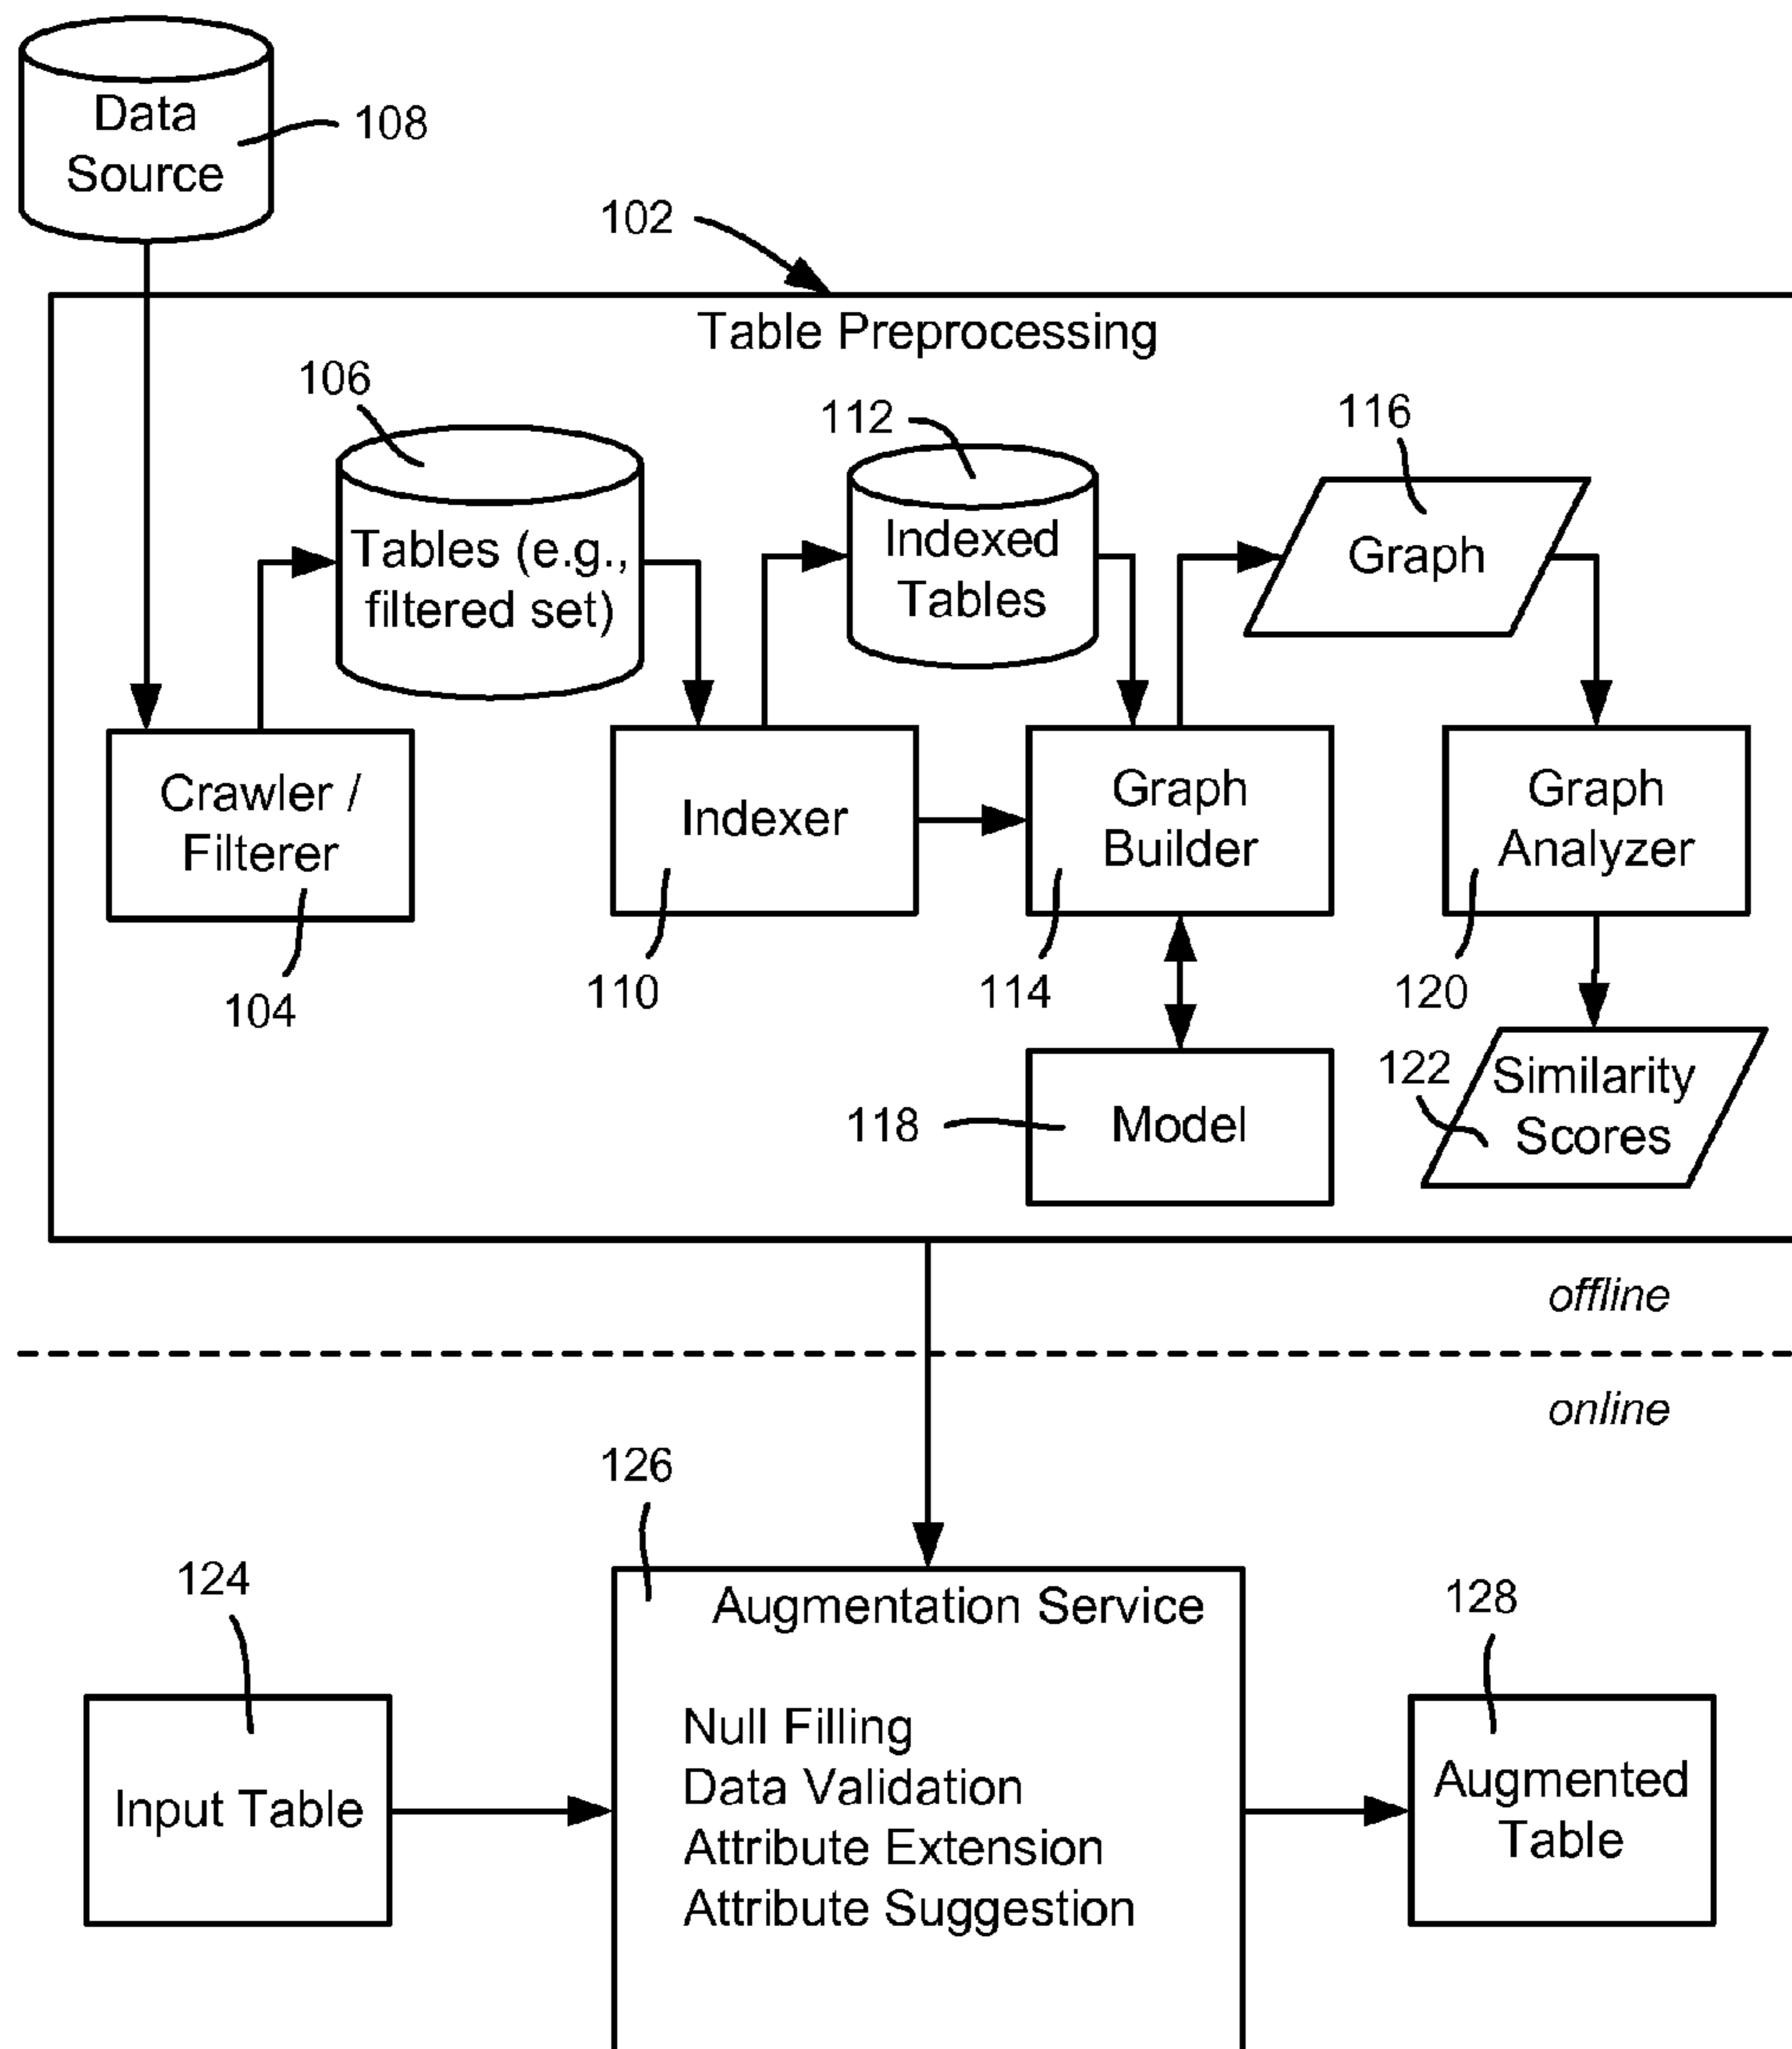 Data
Source
108
102
Table Preprocessing
106
112
116
Tables (e.g.,
filtered set)
Indexed
Tables
Graph
Crawler /
Filterer
Indexer
Graph
Builder
Graph
Analyzer
104
110
114
120
118
Model
122
Similarity
Scores
offline
online
126
124
128
Augmentation Service
Null Filling
Data Validation
Attribute Extension
Attribute Suggestion
Input Table
Augmented
Table